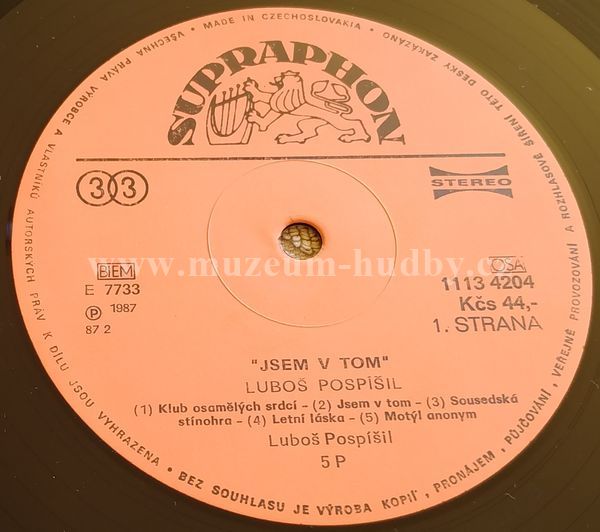 MADE IN CZECHOSLOVAKIA • VŠECHNA PRÁVA VÝROBCE A VLASTNÍKŮ AUTORSKÝCH PRÁV K DÍLU JSOU VYHRAZENA • BEZ SOUHLASU JE VÝROBA KOPIÍ, PRONÁJEM, PŮJČOVÁNÍ, VEŘEJNÉ PROVOZOVÁNÍ A ROZHLASOVÉ ŠÍŘENÍ TÉTO DESKY ZAKÁZÁNO •
SUPRAPHON
33
STEREO
www.muzeum-hudby.cz
BIEM
OSA
E 7733
1113 4204
Ⓟ 1987
Kčs 44,-
87 2
1. STRANA
"JSEM V TOM"
LUBOŠ POSPÍŠIL
(1) Klub osamělých srdcí – (2) Jsem v tom – (3) Sousedská
stínohra – (4) Letní láska – (5) Motýl anonym
Luboš Pospíšil
5 P